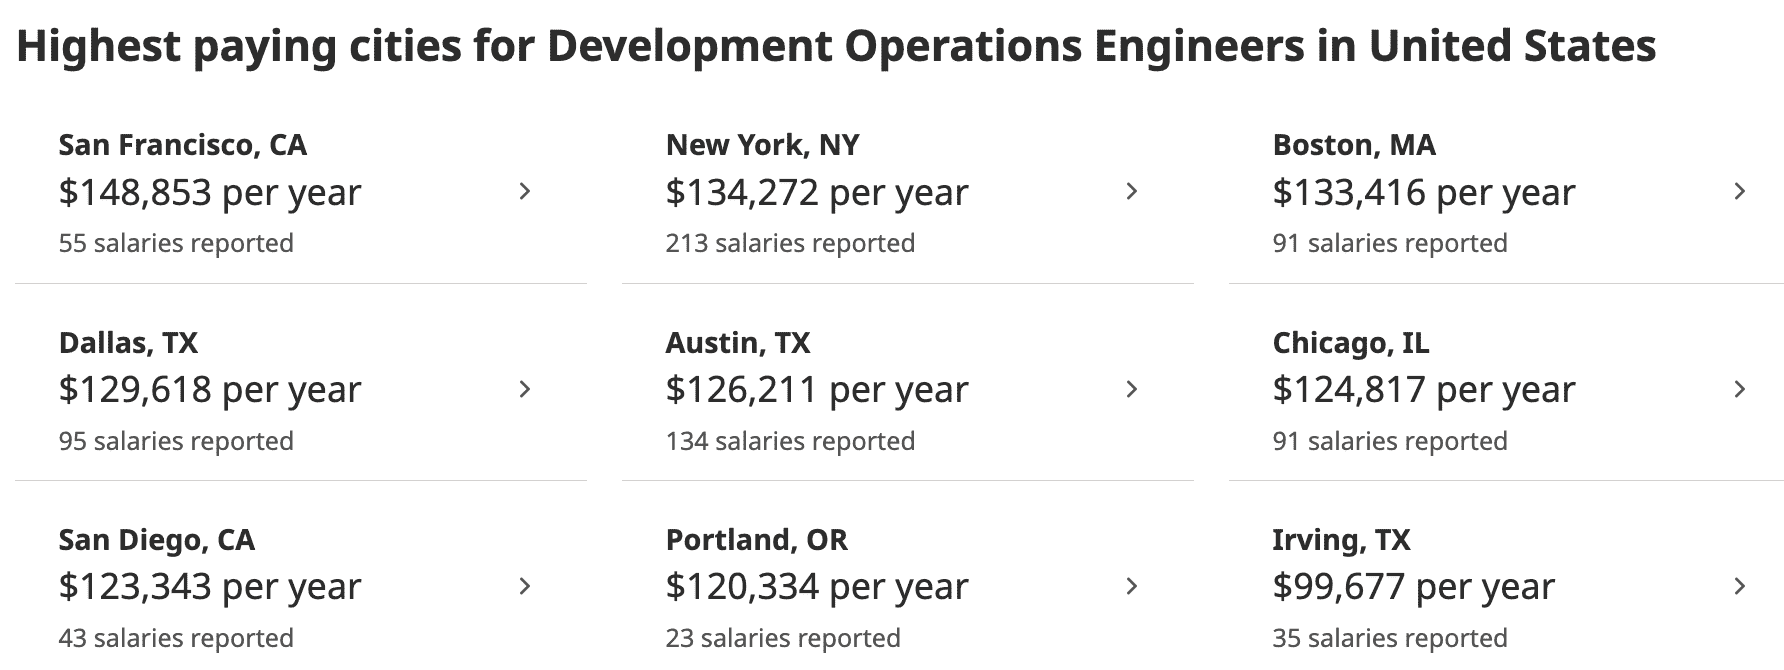 Highest paying cities for Development Operations Engineers in United States
San Francisco, CA
$148,853 per year
55 salaries reported
New York, NY
$134,272 per year
213 salaries reported
Boston, MA
$133,416 per year
91 salaries reported
Dallas, TX
$129,618 per year
95 salaries reported
Austin, TX
$126,211 per year
134 salaries reported
Chicago, IL
$124,817 per year
91 salaries reported
San Diego, CA
$123,343 per year
43 salaries reported
Portland, OR
$120,334 per year
23 salaries reported
Irving, TX
$99,677 per year
35 salaries reported